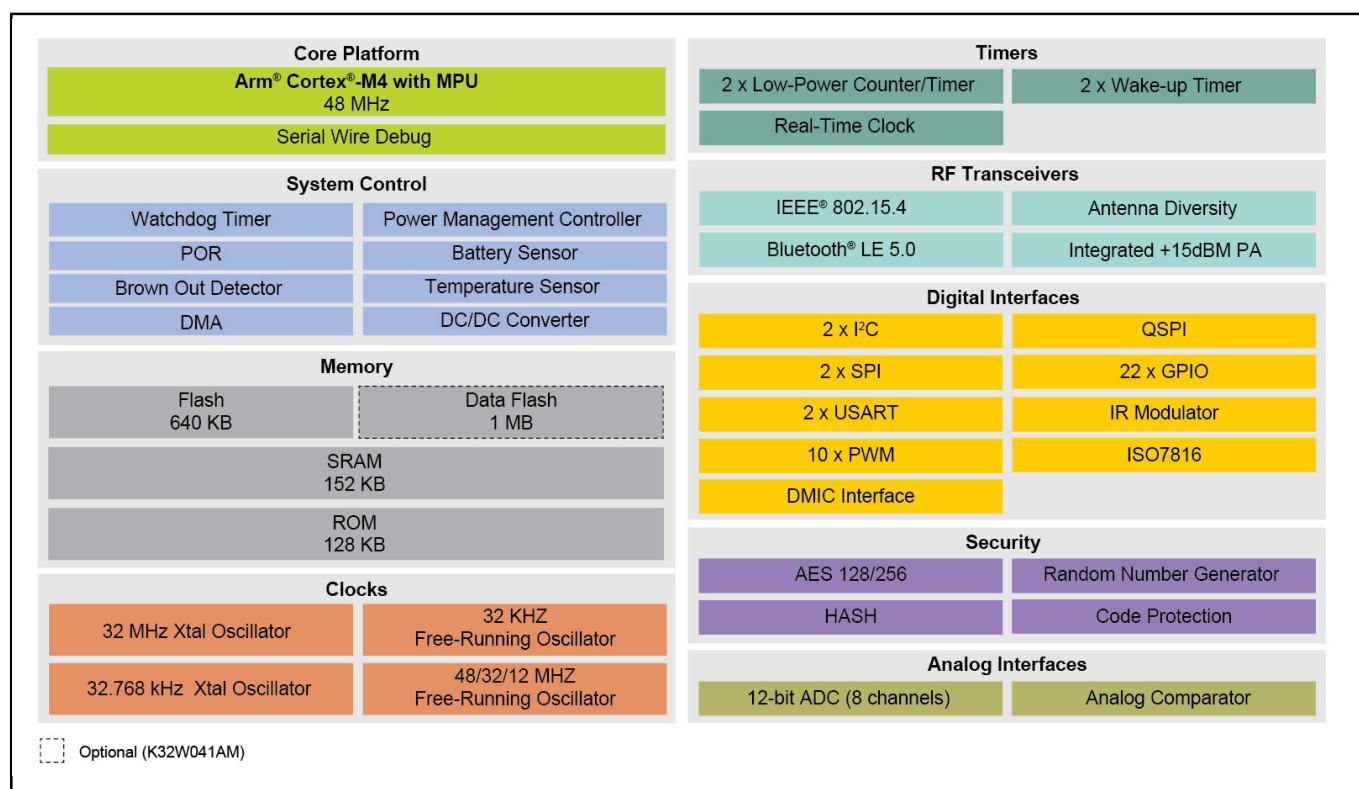 Core Platform
Arm® Cortex®-M4 with MPU
48 MHz
Serial Wire Debug
System Control
Watchdog Timer
Power Management Controller
POR
Battery Sensor
Brown Out Detector
Temperature Sensor
DMA
DC/DC Converter
Memory
Flash
640 KB
Data Flash
1 MB
SRAM
152 KB
ROM
128 KB
Clocks
32 MHz Xtal Oscillator
32 KHZ
Free-Running Oscillator
32.768 kHz Xtal Oscillator
48/32/12 MHZ
Free-Running Oscillator
Timers
2 x Low-Power Counter/Timer
2 x Wake-up Timer
Real-Time Clock
RF Transceivers
IEEE® 802.15.4
Antenna Diversity
Bluetooth® LE 5.0
Integrated +15dBM PA
Digital Interfaces
2 x I²C
QSPI
2 x SPI
22 x GPIO
2 x USART
IR Modulator
10 x PWM
ISO7816
DMIC Interface
Security
AES 128/256
Random Number Generator
HASH
Code Protection
Analog Interfaces
12-bit ADC (8 channels)
Analog Comparator
Optional (K32W041AM)